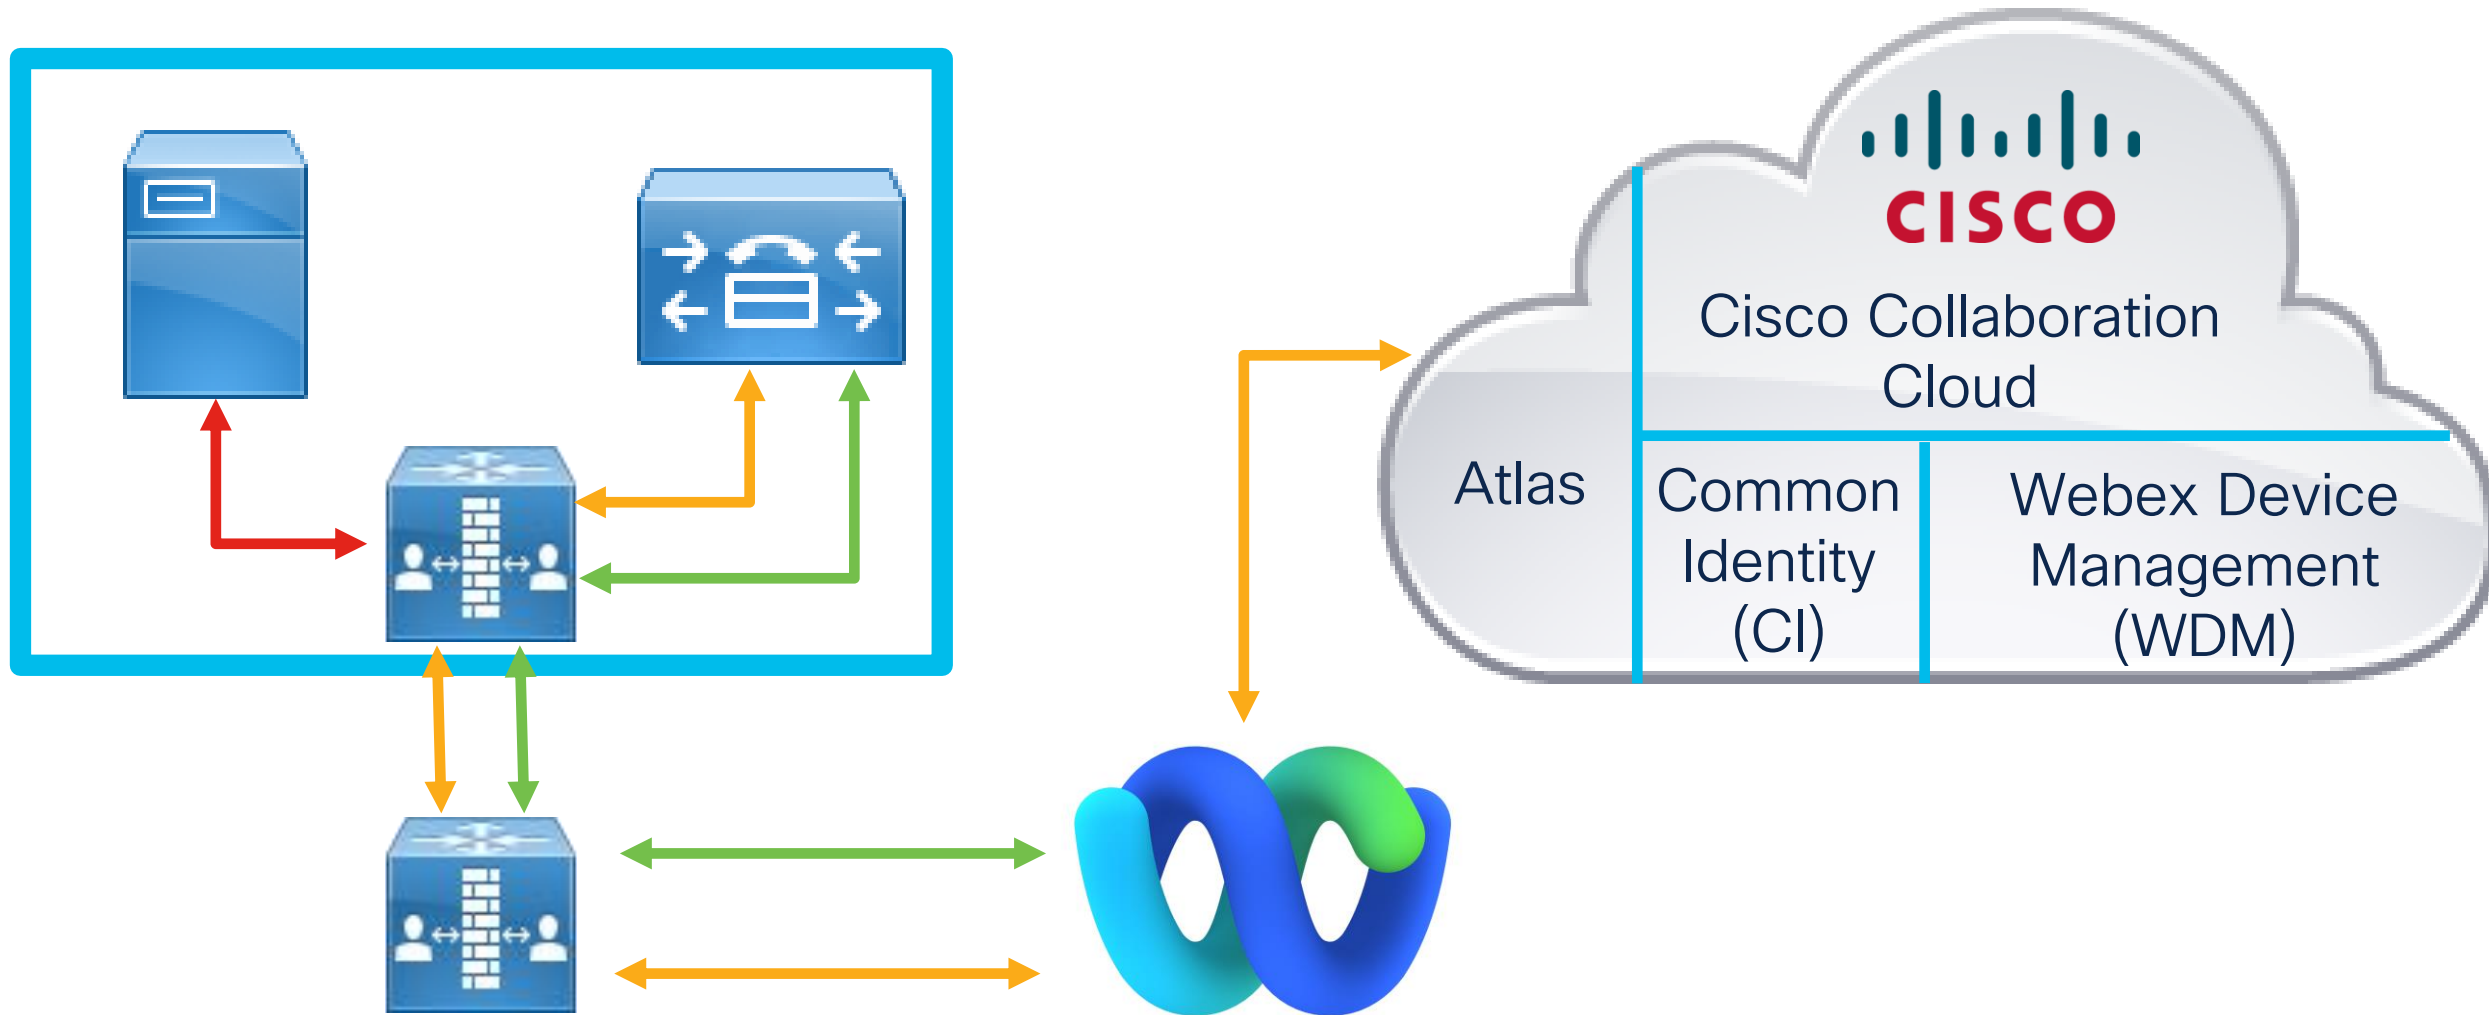 CISCO
Cisco Collaboration
Cloud
Atlas
Common
Identity
(CI)
Webex Device
Management
(WDM)